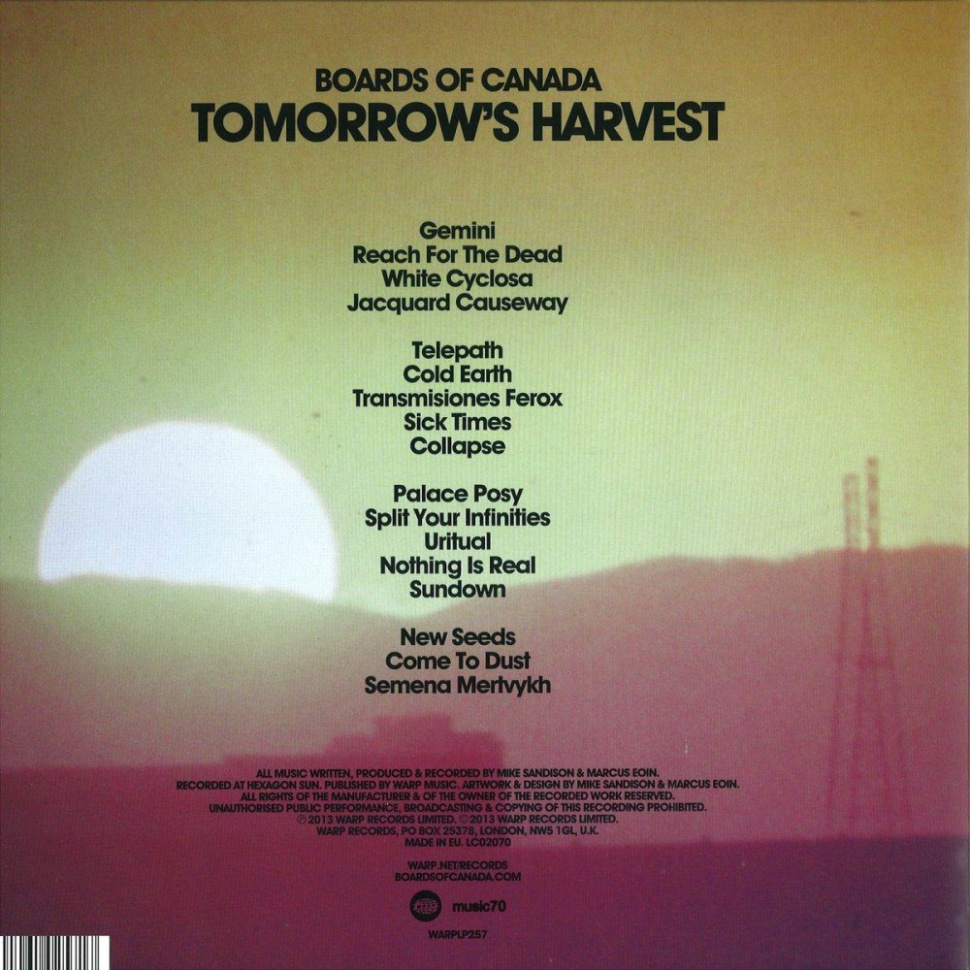 BOARDS OF CANADA
TOMORROW'S HARVEST
Gemini
Reach For The Dead
White Cyclosa
Jacquard Causeway
Telepath
Cold Earth
Transmisiones Ferox
Sick Times
Collapse
Palace Posy
Split Your Infinities
Uritual
Nothing Is Real
Sundown
New Seeds
Come To Dust
Semena Mertvykh
ALL MUSIC WRITTEN, PRODUCED & RECORDED BY MIKE SANDISON & MARCUS EOIN.
RECORDED AT HEXAGON SUN. PUBLISHED BY WARP MUSIC. ARTWORK & DESIGN BY MIKE SANDISON & MARCUS EOIN.
ALL RIGHTS OF THE MANUFACTURER & OF THE OWNER OF THE RECORDED WORK RESERVED.
UNAUTHORISED PUBLIC PERFORMANCE, BROADCASTING & COPYING OF THIS RECORDING PROHIBITED.
℗ 2013 WARP RECORDS LIMITED. © 2013 WARP RECORDS LIMITED.
WARP RECORDS, PO BOX 25378, LONDON, NW5 1GL, U.K.
MADE IN EU. LC02070
WARP.NET/RECORDS
BOARDSOFCANADA.COM
music70
WARPLP257